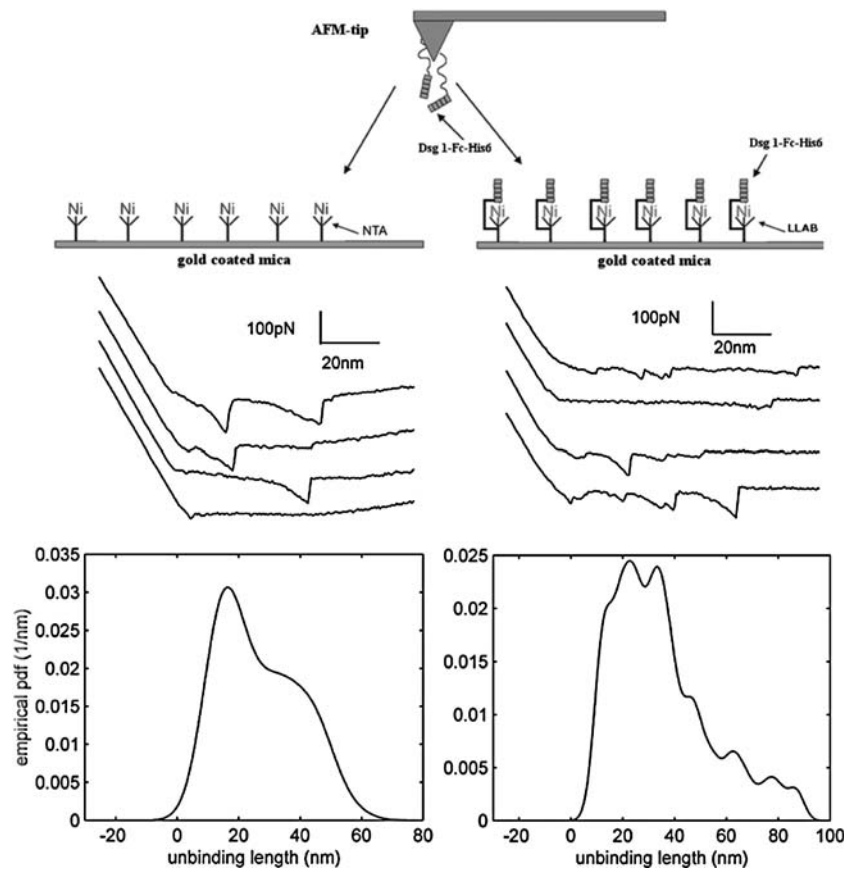 AFM-tip
Dsg 1-Fc-His6
Dsg 1-Fc-His6
Ni Ni Ni Ni Ni Ni
NTA
gold coated mica
Ni Ni Ni Ni Ni Ni
LLAB
gold coated mica
100pN
20nm
100pN
20nm
0.035
0.03
0.025
0.02
0.015
0.01
0.005
0
-20 0 20 40 60 80
empirical pdf (1/nm)
unbinding length (nm)
0.025
0.02
0.015
0.01
0.005
0
-20 0 20 40 60 80 100
unbinding length (nm)